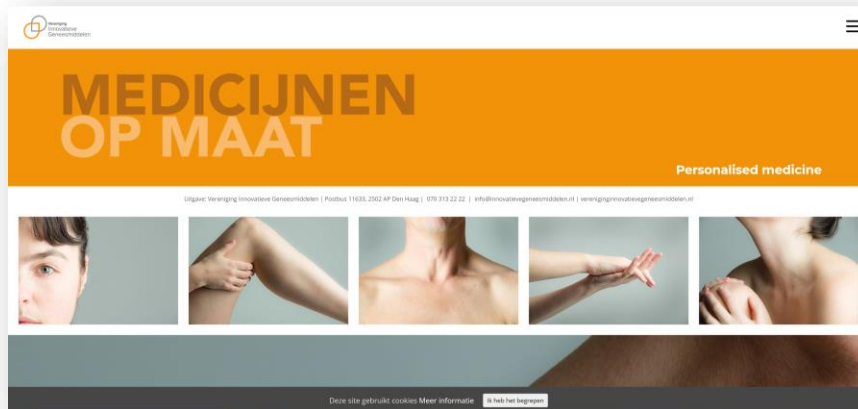 Vereniging
Innovatieve
Geneesmiddelen
MEDICIJNEN
OP MAAT
Personalised medicine
Uitgave: Vereniging Innovatieve Geneesmiddelen | Postbus 11633, 2502 AP Den Haag | 070 313 22 22 | info@innovatievegeneesmiddelen.nl | verenigginginnovatievegeneesmiddelen.nl
Deze site gebruikt cookies Meer informatie Ik heb het begrepen